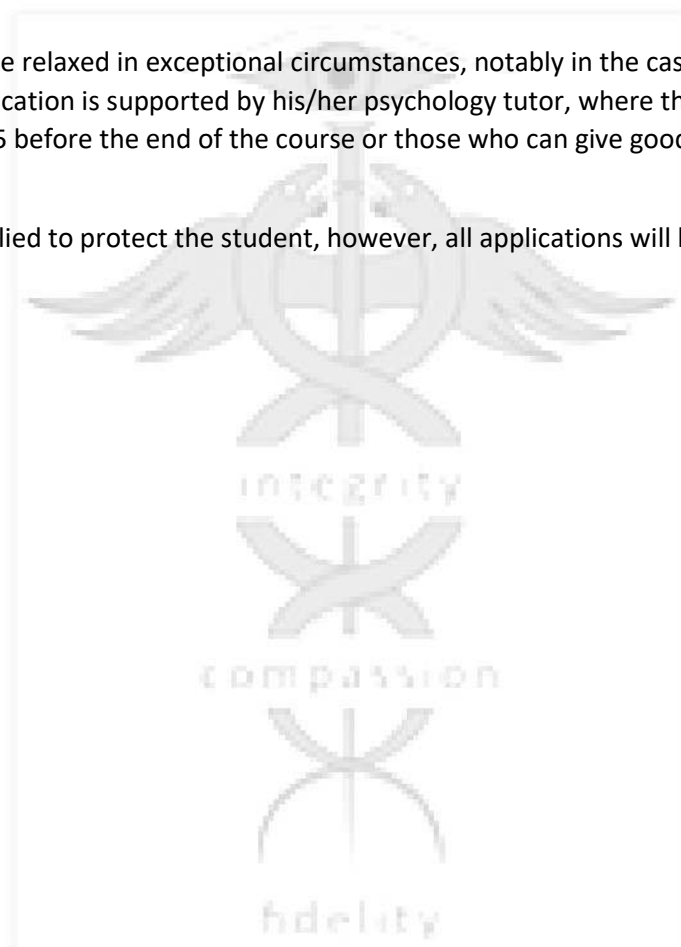 e relaxed in exceptional circumstances, notably in the cas
cation is supported by his/her psychology tutor, where th
5 before the end of the course or those who can give good
lied to protect the student, however, all applications will
integrity
compassion
fidelity